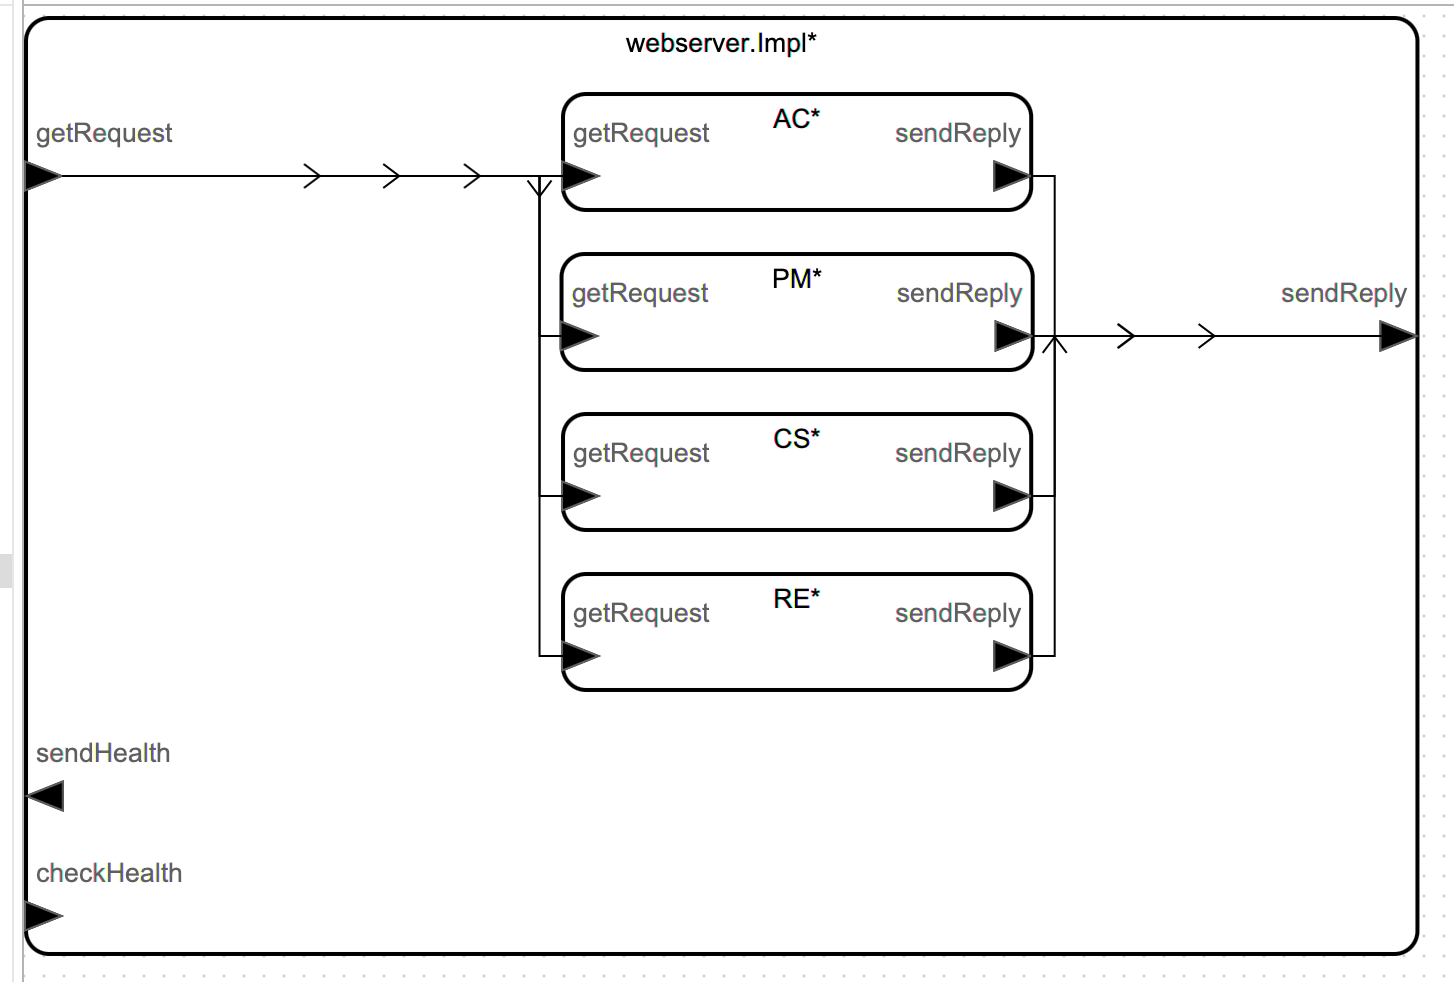 webserver.Impl*
getRequest
AC*
getRequest
sendReply
PM*
getRequest
sendReply
sendReply
CS*
getRequest
sendReply
RE*
getRequest
sendReply
sendHealth
checkHealth